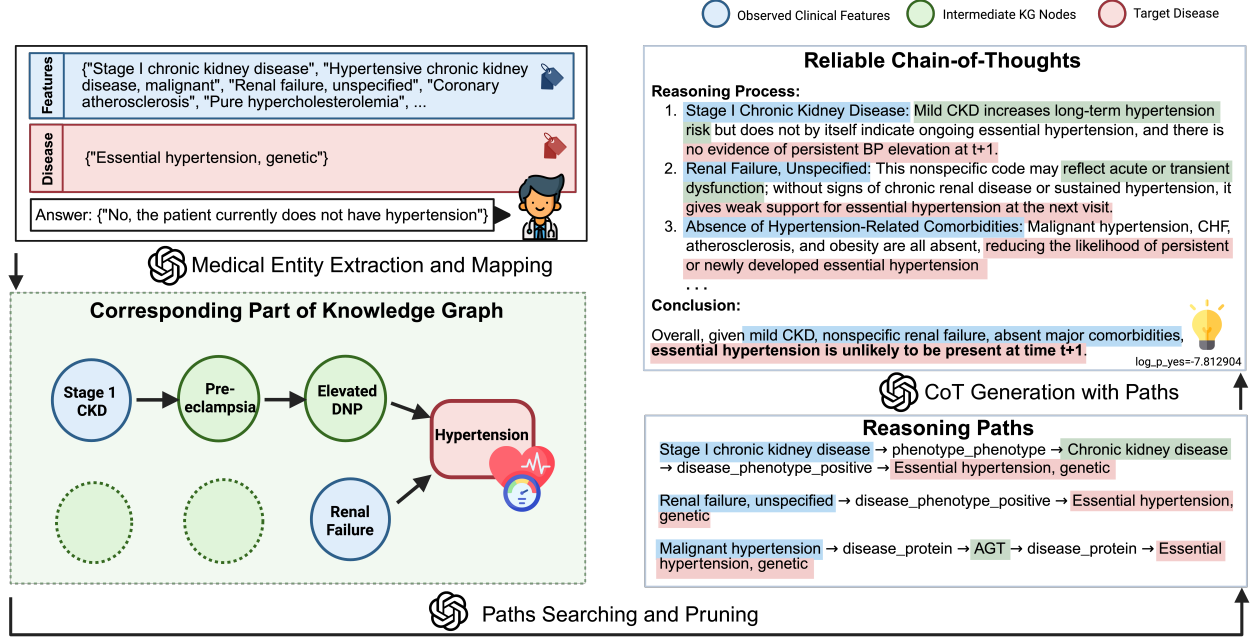 Observed Clinical Features
Intermediate KG Nodes
Target Disease
Features
{"Stage I chronic kidney disease", "Hypertensive chronic kidney
disease, malignant", "Renal failure, unspecified", "Coronary
atherosclerosis", "Pure hypercholesterolemia", ...
Disease
{"Essential hypertension, genetic"}
Answer: {"No, the patient currently does not have hypertension"}
Medical Entity Extraction and Mapping
Corresponding Part of Knowledge Graph
Stage 1
CKD
Pre-
eclampsia
Elevated
DNP
Hypertension
Renal
Failure
Paths Searching and Pruning
Reliable Chain-of-Thoughts
Reasoning Process:
1. Stage I Chronic Kidney Disease: Mild CKD increases long-term hypertension
risk but does not by itself indicate ongoing essential hypertension, and there is
no evidence of persistent BP elevation at t+1.
2. Renal Failure, Unspecified: This nonspecific code may reflect acute or transient
dysfunction; without signs of chronic renal disease or sustained hypertension, it
gives weak support for essential hypertension at the next visit.
3. Absence of Hypertension-Related Comorbidities: Malignant hypertension, CHF,
atherosclerosis, and obesity are all absent, reducing the likelihood of persistent
or newly developed essential hypertension
. . .
Conclusion:
Overall, given mild CKD, nonspecific renal failure, absent major comorbidities,
essential hypertension is unlikely to be present at time t+1.
log_p_yes=-7.812904
CoT Generation with Paths
Reasoning Paths
Stage I chronic kidney disease → phenotype_phenotype → Chronic kidney disease
→ disease_phenotype_positive → Essential hypertension, genetic
Renal failure, unspecified → disease_phenotype_positive → Essential hypertension,
genetic
Malignant hypertension → disease_protein → AGT → disease_protein → Essential
hypertension, genetic